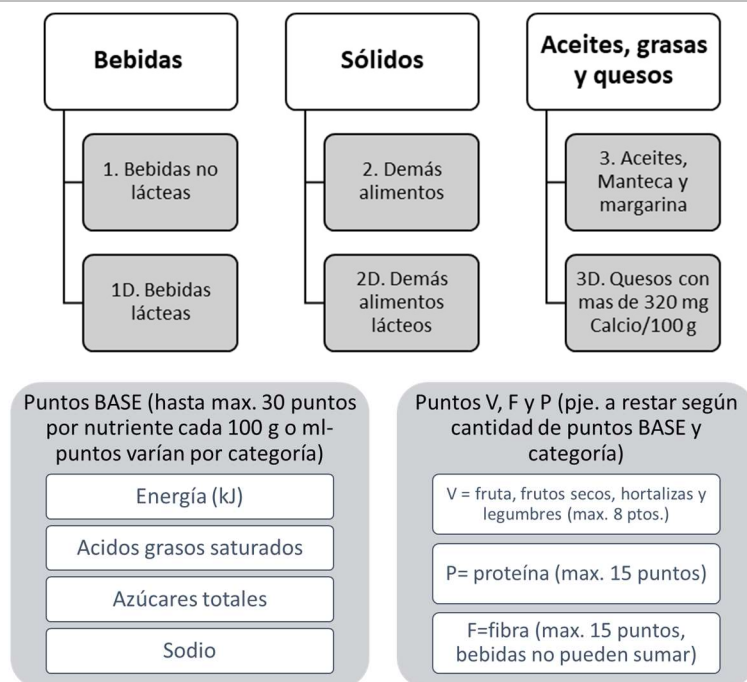 Bebidas
1. Bebidas no
lácteas
1D. Bebidas
lácteas
Sólidos
2. Demás
alimentos
2D. Demás
alimentos
lácteos
Aceites, grasas
y quesos
3. Aceites,
Manteca y
margarina
3D. Quesos con
mas de 320 mg
Calcio/100 g
Puntos BASE (hasta max. 30 puntos
por nutriente cada 100 g o ml-
puntos varían por categoría)
Energía (kJ)
Acidos grasos saturados
Azúcares totales
Sodio
Puntos V, F y P (pje. a restar según
cantidad de puntos BASE y
categoría)
V = fruta, frutos secos, hortalizas y
legumbres (max. 8 ptos.)
P= proteína (max. 15 puntos)
F=fibra (max. 15 puntos,
bebidas no pueden sumar)